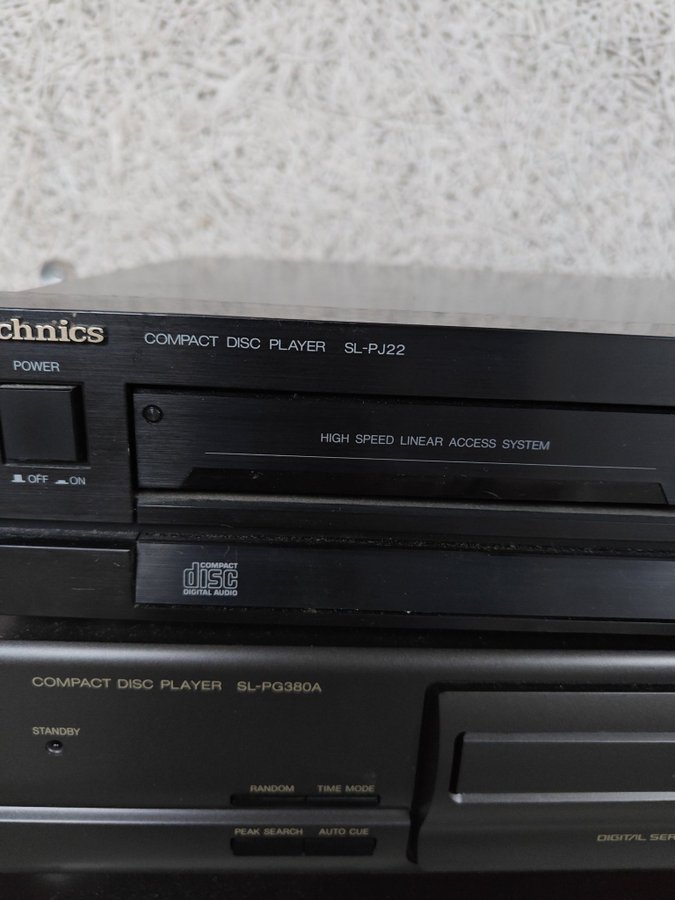 chnics
COMPACT DISC PLAYER SL-PJ22
POWER
HIGH SPEED LINEAR ACCESS SYSTEM
OFF ON
COMPACT
disc
DIGITAL AUDIO
COMPACT DISC PLAYER SL-PG380A
STANDBY
RANDOM TIME MODE
PEAK SEARCH AUTO CUE
DIGITAL SER